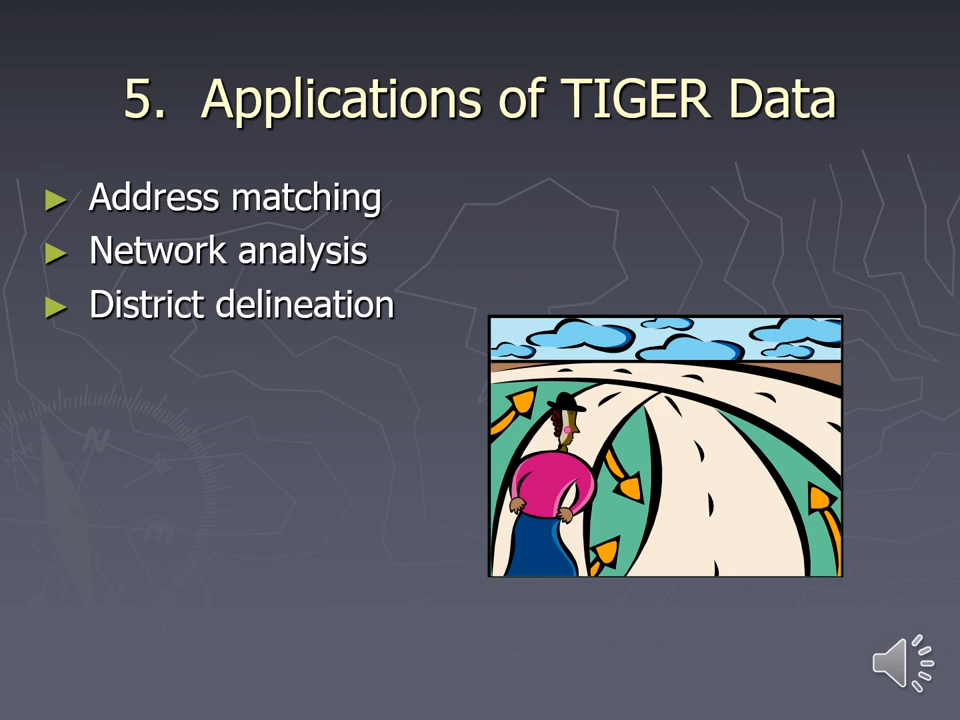 5. Applications of TIGER Data
► Address matching
► Network analysis
► District delineation
N